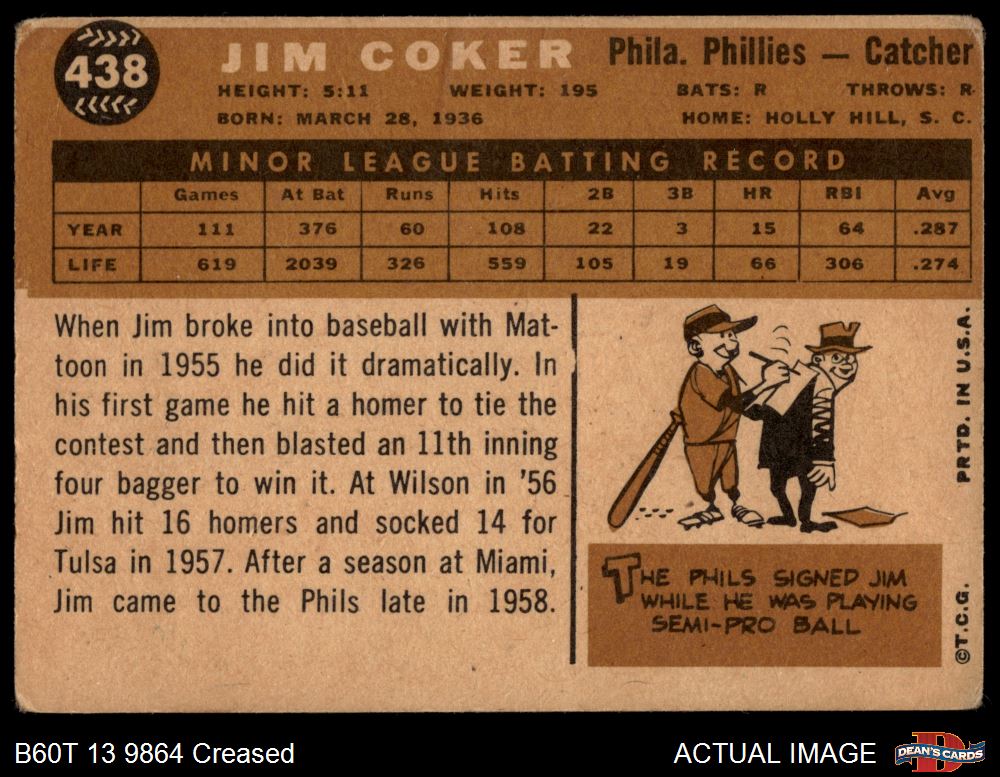 438
JIM COKER Phila. Phillies — Catcher
HEIGHT: 5:11 WEIGHT: 195 BATS: R THROWS: R
BORN: MARCH 28, 1936 HOME: HOLLY HILL, S. C.
MINOR LEAGUE BATTING RECORD
Games At Bat Runs Hits 2B 3B HR RBI Avg
YEAR 111 376 60 108 22 3 15 64 .287
LIFE 619 2039 326 559 105 19 66 306 .274
When Jim broke into baseball with Mat-
toon in 1955 he did it dramatically. In
his first game he hit a homer to tie the
contest and then blasted an 11th inning
four bagger to win it. At Wilson in '56
Jim hit 16 homers and socked 14 for
Tulsa in 1957. After a season at Miami,
Jim came to the Phils late in 1958.
THE PHILS SIGNED JIM
WHILE HE WAS PLAYING
SEMI-PRO BALL
PRTD. IN U.S.A.
©T.C.G.
B60T 13 9864 Creased
ACTUAL IMAGE
DEAN'S CARDS